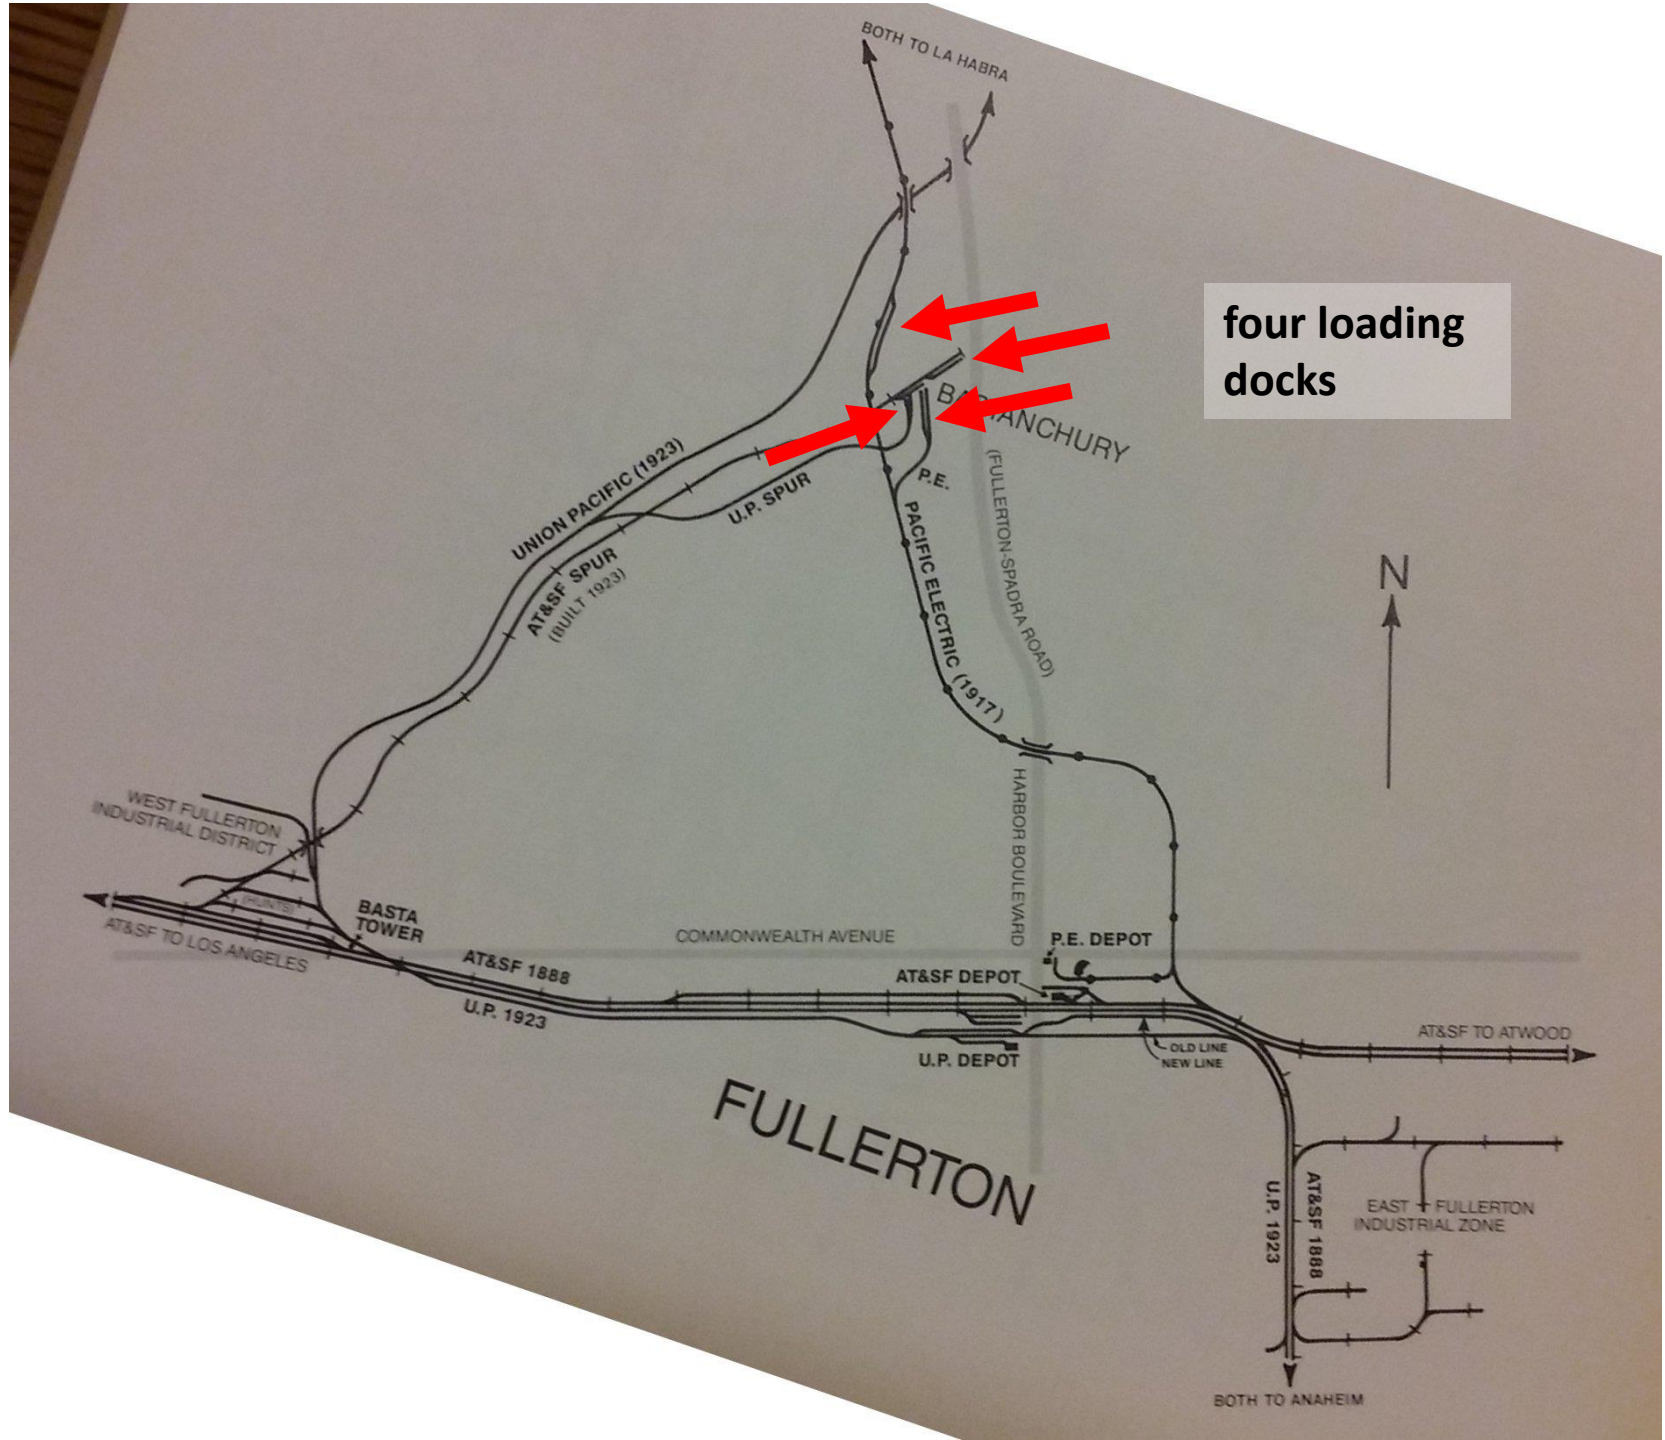 BOTH TO LA HABRA
four loading
docks
BASTANCHURY
(FULLERTON-SPADRA ROAD)
P.E.
UNION PACIFIC (1923)
U.P. SPUR
AT&SF SPUR
(BUILT 1923)
PACIFIC ELECTRIC (1917)
N
WEST FULLERTON
INDUSTRIAL DISTRICT
HARBOR BOULEVARD
(HUNTS)
BASTA
TOWER
AT&SF TO LOS ANGELES
COMMONWEALTH AVENUE
P.E. DEPOT
AT&SF 1888
AT&SF DEPOT
U.P. 1923
AT&SF TO ATWOOD
OLD LINE
NEW LINE
U.P. DEPOT
FULLERTON
U.P. 1923
AT&SF 1888
EAST FULLERTON
INDUSTRIAL ZONE
BOTH TO ANAHEIM